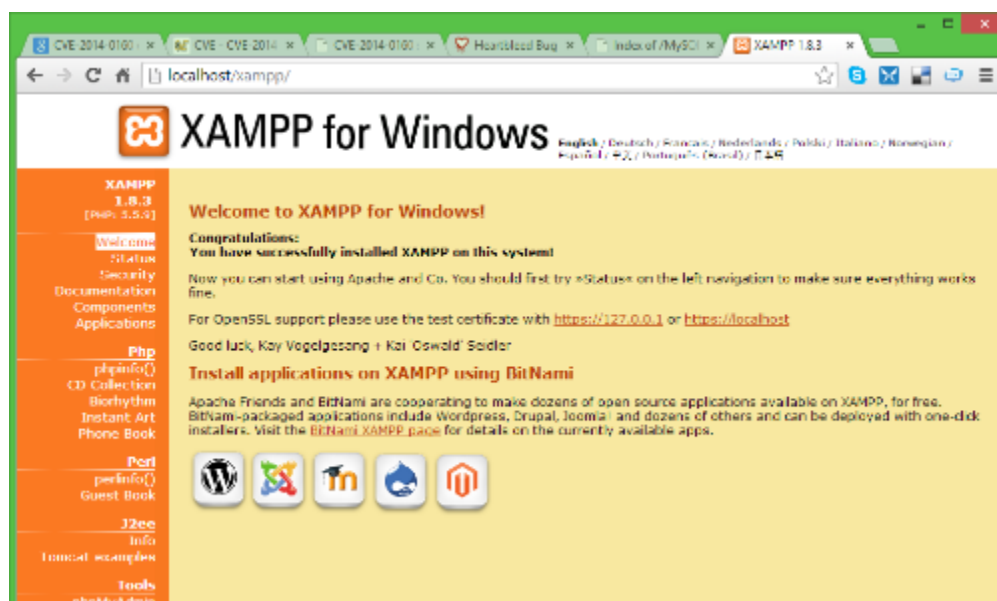 CVE-2014-0160
CVE - CVE-2014
CVE-2014-0160
Heartbleed Bug
Index of /MySQL
XAMPP 1.8.3
localhost/xampp/
XAMPP for Windows
English / Deutsch / Francais / Nederlands / Polski / Italiano / Norwegian /
Español / 中文 / Português (Brasil) / 日本語
XAMPP
1.8.3
[PHP: 5.5.9]
Welcome
Status
Security
Documentation
Components
Applications
Php
phpinfo()
CD Collection
Biorhythm
Instant Art
Phone Book
Perl
perlinfo()
Guest Book
J2ee
Info
Tomcat examples
Tools
phpMyAdmin
Welcome to XAMPP for Windows!
Congratulations:
You have successfully installed XAMPP on this system!
Now you can start using Apache and Co. You should first try »Status« on the left navigation to make sure everything works
fine.
For OpenSSL support please use the test certificate with https://127.0.0.1 or https://localhost
Good luck, Kay Vogelgesang + Kai 'Oswald' Seidler
Install applications on XAMPP using BitNami
Apache Friends and BitNami are cooperating to make dozens of open source applications available on XAMPP, for free.
BitNami-packaged applications include Wordpress, Drupal, Joomla! and dozens of others and can be deployed with one-click
installers. Visit the BitNami XAMPP page for details on the currently available apps.